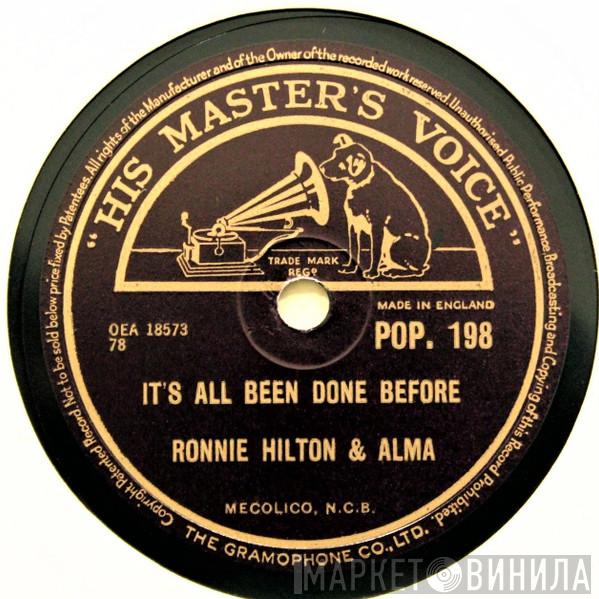 All rights of the Manufacturer and of the Owner of the recorded work reserved. Unauthorised Public Performance, Broadcasting and Copying of this Record Prohibited.
Copyright Patented Record Not to be sold below price fixed by Patentees.
"HIS MASTER'S VOICE"
TRADE MARK
REGD
MADE IN ENGLAND
OEA 18573
78
POP. 198
IT'S ALL BEEN DONE BEFORE
RONNIE HILTON & ALMA
MECOLICO, N.C.B.
THE GRAMOPHONE CO., LTD.
МАРКЕТ ВИНИЛА